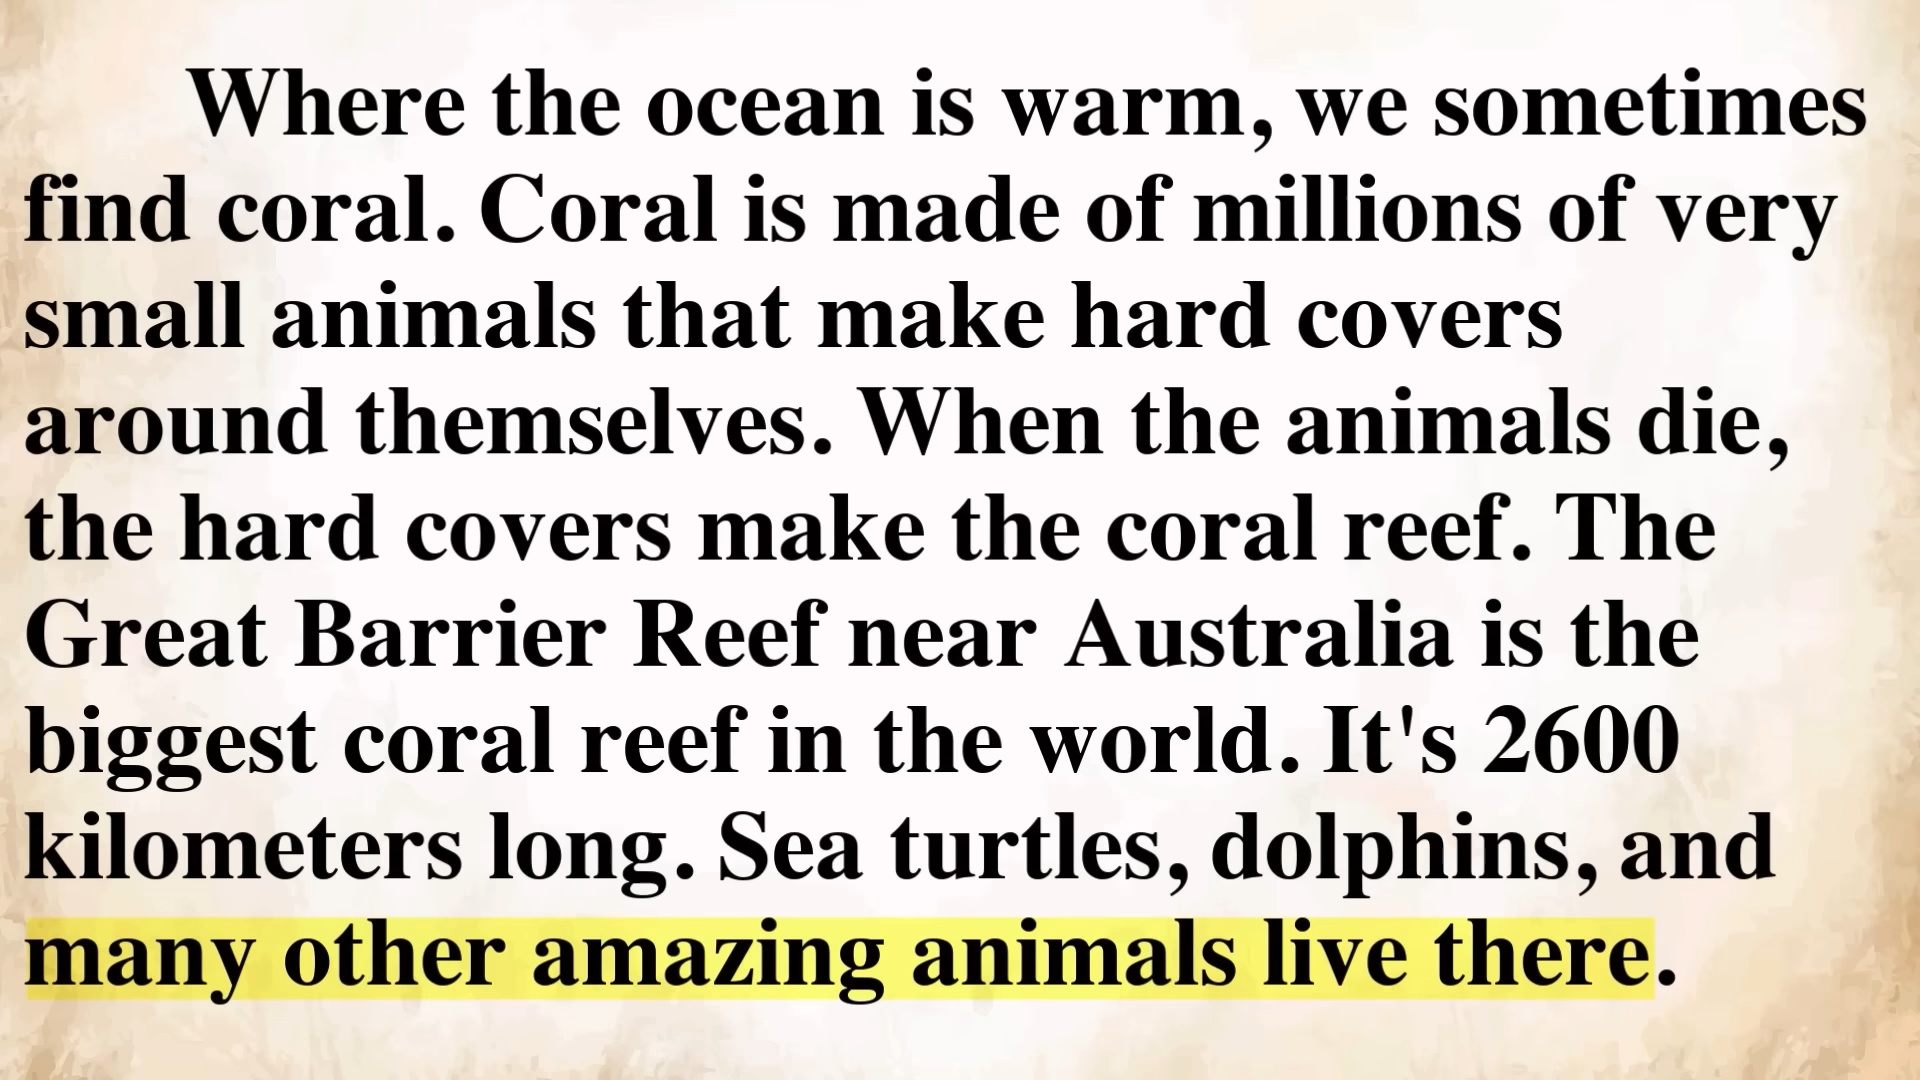 Where the ocean is warm, we sometimes
find coral. Coral is made of millions of very
small animals that make hard covers
around themselves. When the animals die,
the hard covers make the coral reef. The
Great Barrier Reef near Australia is the
biggest coral reef in the world. It's 2600
kilometers long. Sea turtles, dolphins, and
many other amazing animals live there.